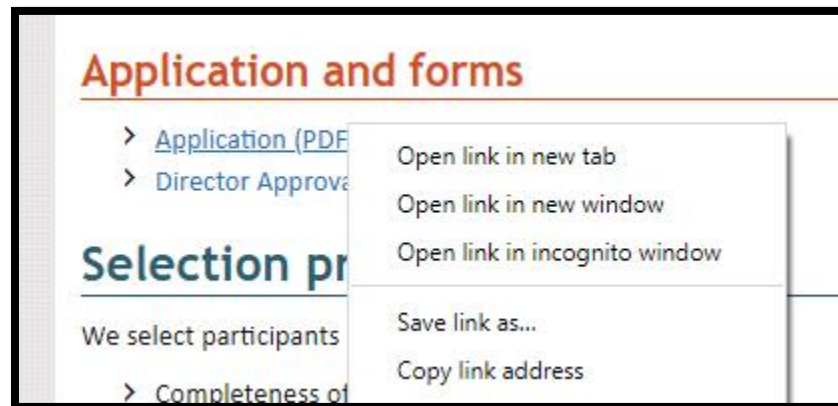 Application and forms
> Application (PDF
> Director Approva
Selection pr
We select participants
> Completeness of
Open link in new tab
Open link in new window
Open link in incognito window
Save link as...
Copy link address